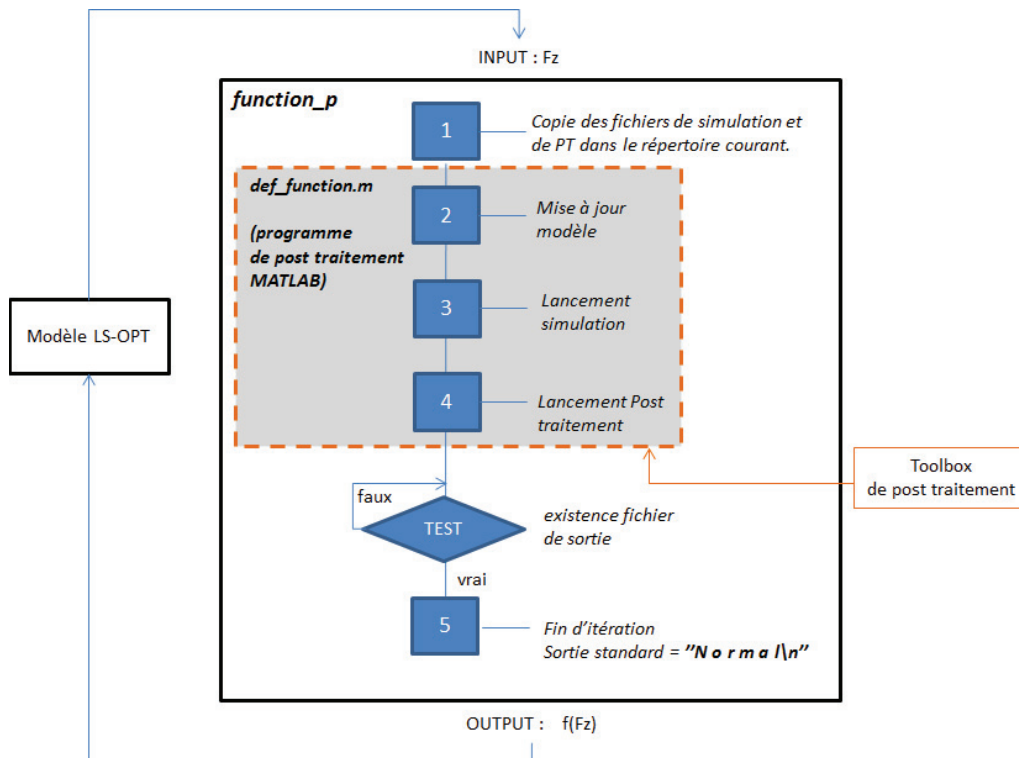 INPUT : Fz
function_p
1
Copie des fichiers de simulation et
de PT dans le répertoire courant.
def_function.m
(programme
de post traitement
MATLAB)
2
Mise à jour
modèle
3
Lancement
simulation
Modèle LS-OPT
4
Lancement Post
traitement
Toolbox
de post traitement
faux
TEST
existence fichier
de sortie
vrai
5
Fin d'itération
Sortie standard = "N o r m a l\n"
OUTPUT : f(Fz)